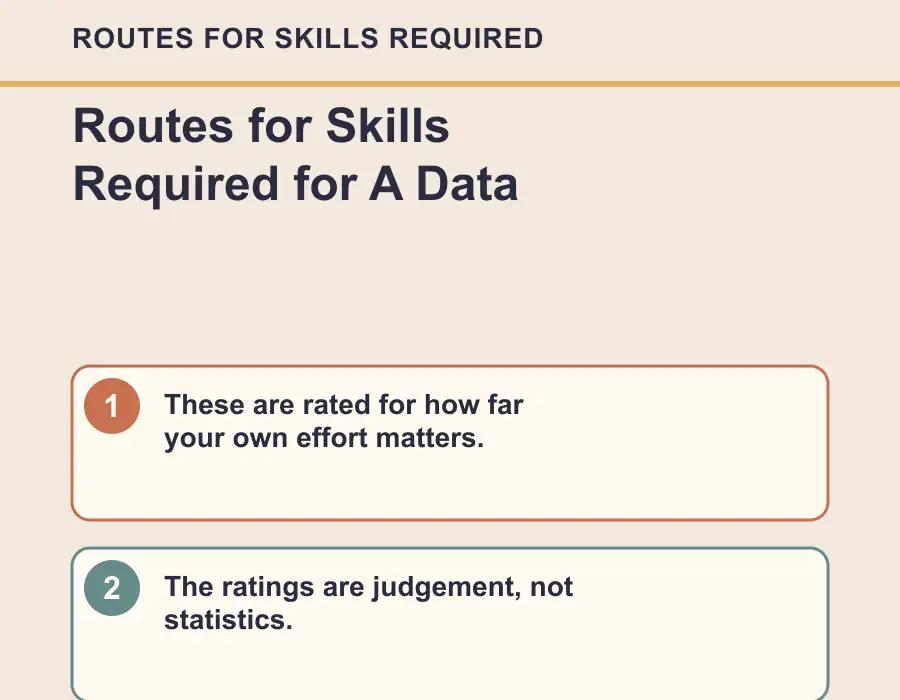 ROUTES FOR SKILLS REQUIRED
Routes for Skills
Required for A Data
1
These are rated for how far
your own effort matters.
2
The ratings are judgement, not
statistics.